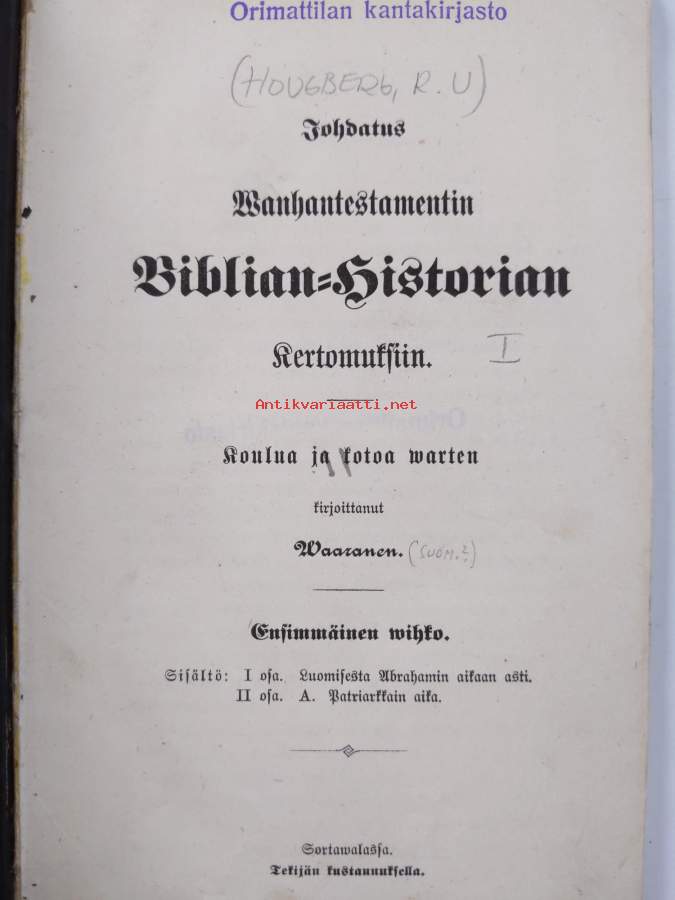 Orimattilan kantakirjasto
(HOUGBERG, R. U)
Johdatus
Wanhantestamentin
Biblian=Historian
Kertomuksiin.
I
Antikvariaatti.net
Koulua ja kotoa warten
kirjoittanut
Waaranen. (SUOM.?)
Ensimmäinen wihko.
Sisältö: I osa. Luomisesta Abrahamin aikaan asti.
II osa. A. Patriarkkain aika.
Sortawalassa.
Tekijän kustannuksella.